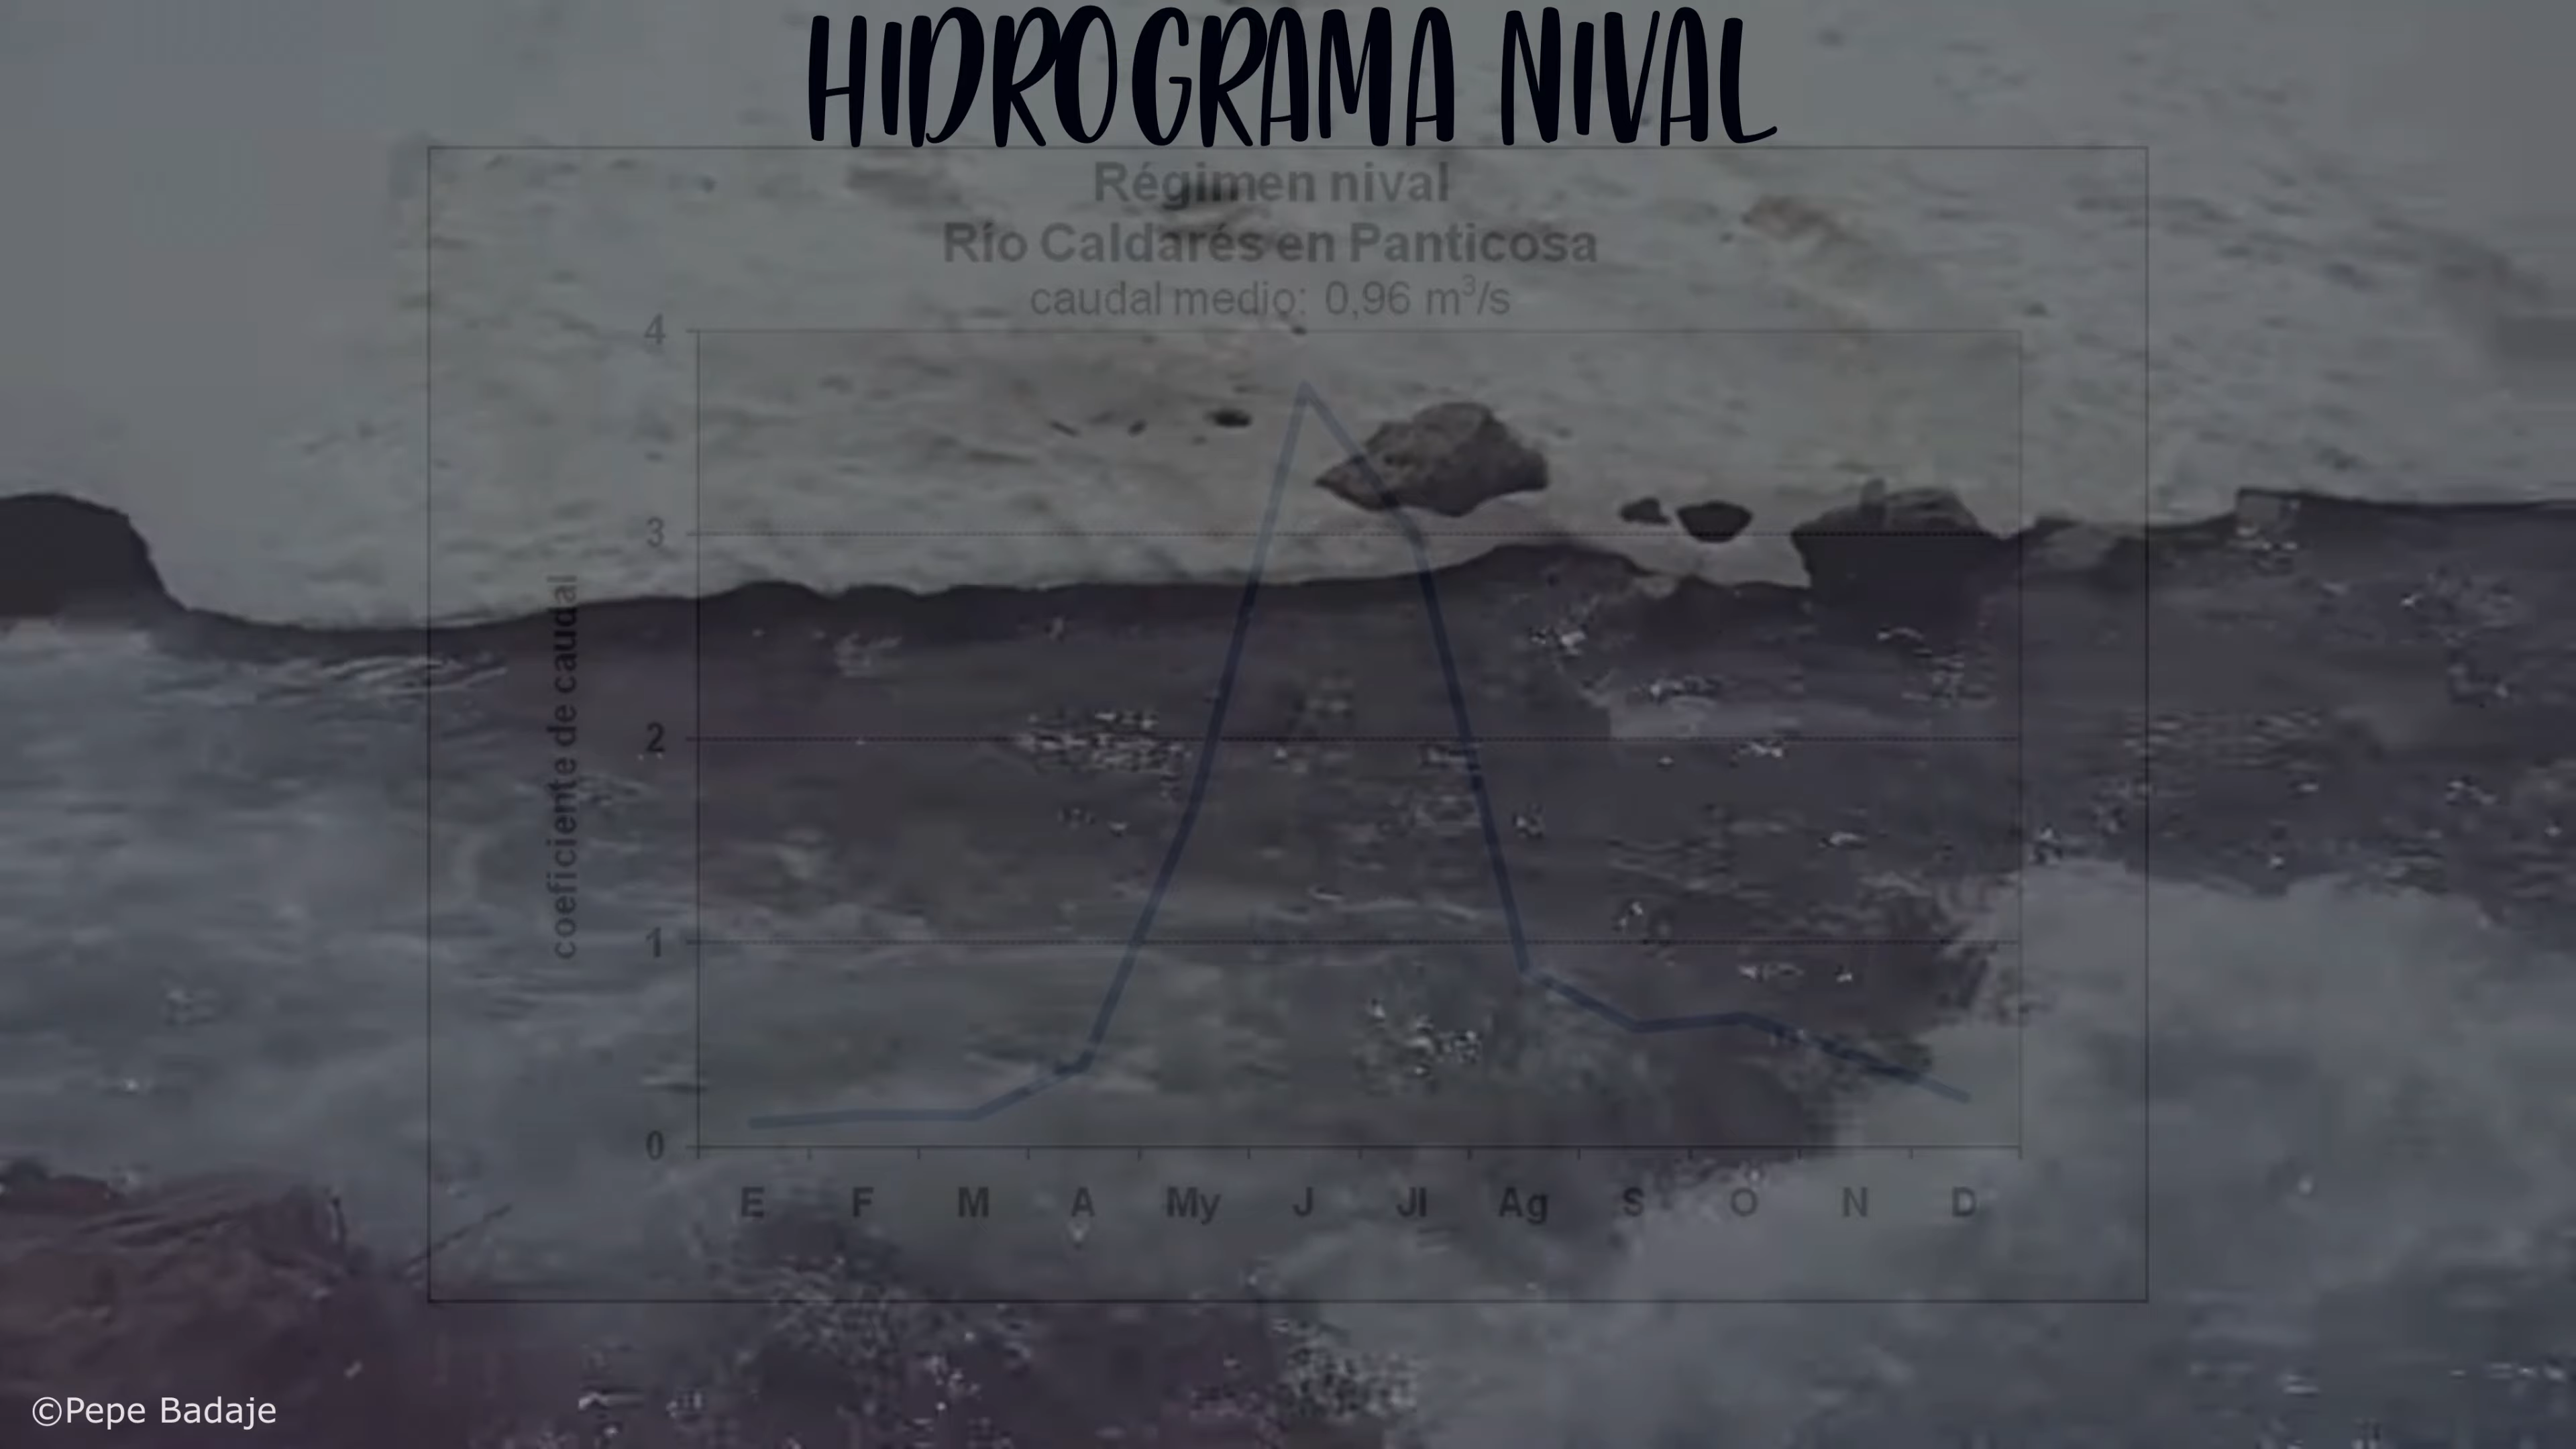 HIDROGRAMA NIVAL
Régimen nival
Río Caldarés en Panticosa
caudal medio: 0,96 m³/s
4
3
2
1
0
coeficiente de caudal
E F M A My J Jl Ag S O N D
©Pepe Badaje